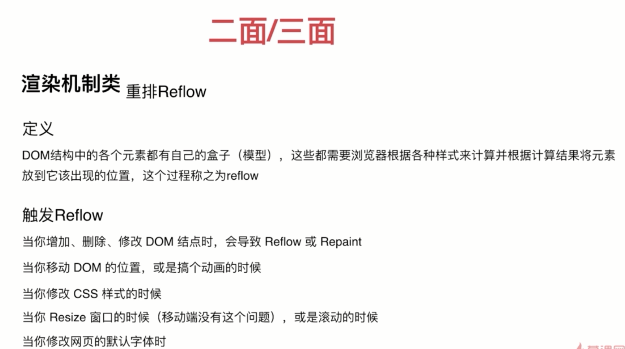 二面/三面
渲染机制类 重排Reflow
定义
DOM结构中的各个元素都有自己的盒子（模型），这些都需要浏览器根据各种样式来计算并根据计算结果将元素
放到它该出现的位置，这个过程称之为reflow
触发Reflow
当你增加、删除、修改 DOM 结点时，会导致 Reflow 或 Repaint
当你移动 DOM 的位置，或是搞个动画的时候
当你修改 CSS 样式的时候
当你 Resize 窗口的时候（移动端没有这个问题），或是滚动的时候
当你修改网页的默认字体时